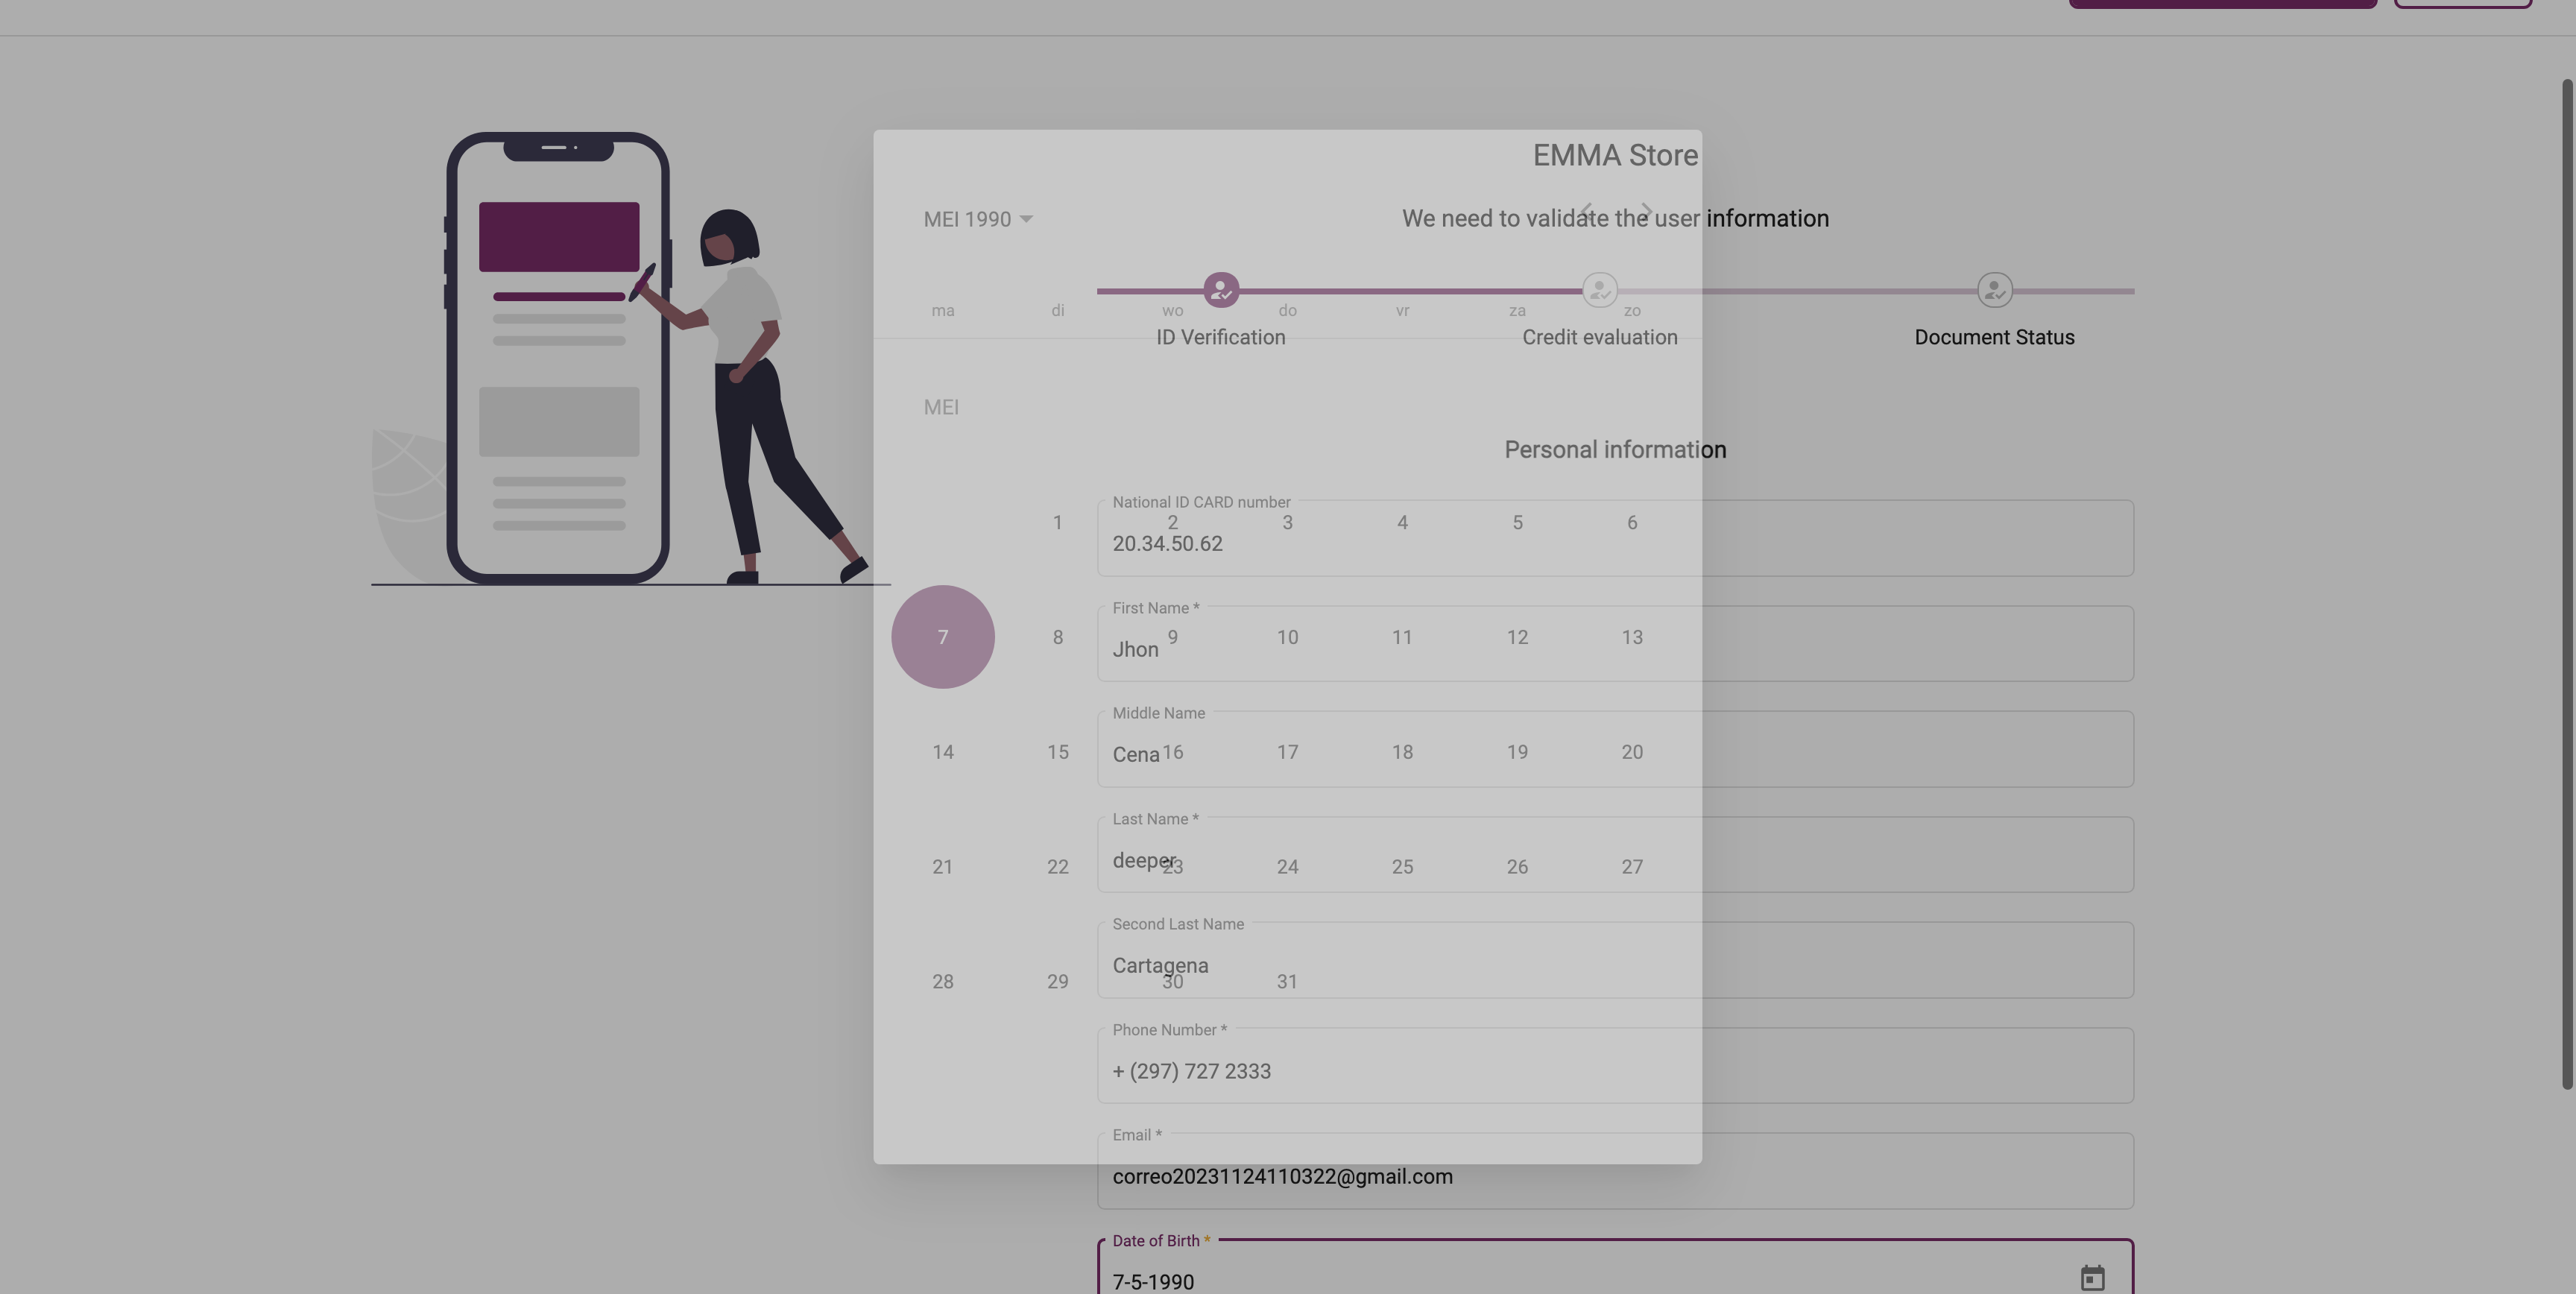 EMMA Store
MEI 1990
We need to validate the user information
ma di wo do vr za zo
ID Verification Credit evaluation Document Status
MEI
Personal information
National ID CARD number
1 2 3 4 5 6
20.34.50.62
First Name *
7 8 9 10 11 12 13
Jhon
Middle Name
14 15 16 17 18 19 20
Cena
Last Name *
deeper
21 22 23 24 25 26 27
Second Last Name
Cartagena
28 29 30 31
Phone Number *
+ (297) 727 2333
Email *
correo20231124110322@gmail.com
Date of Birth *
7-5-1990